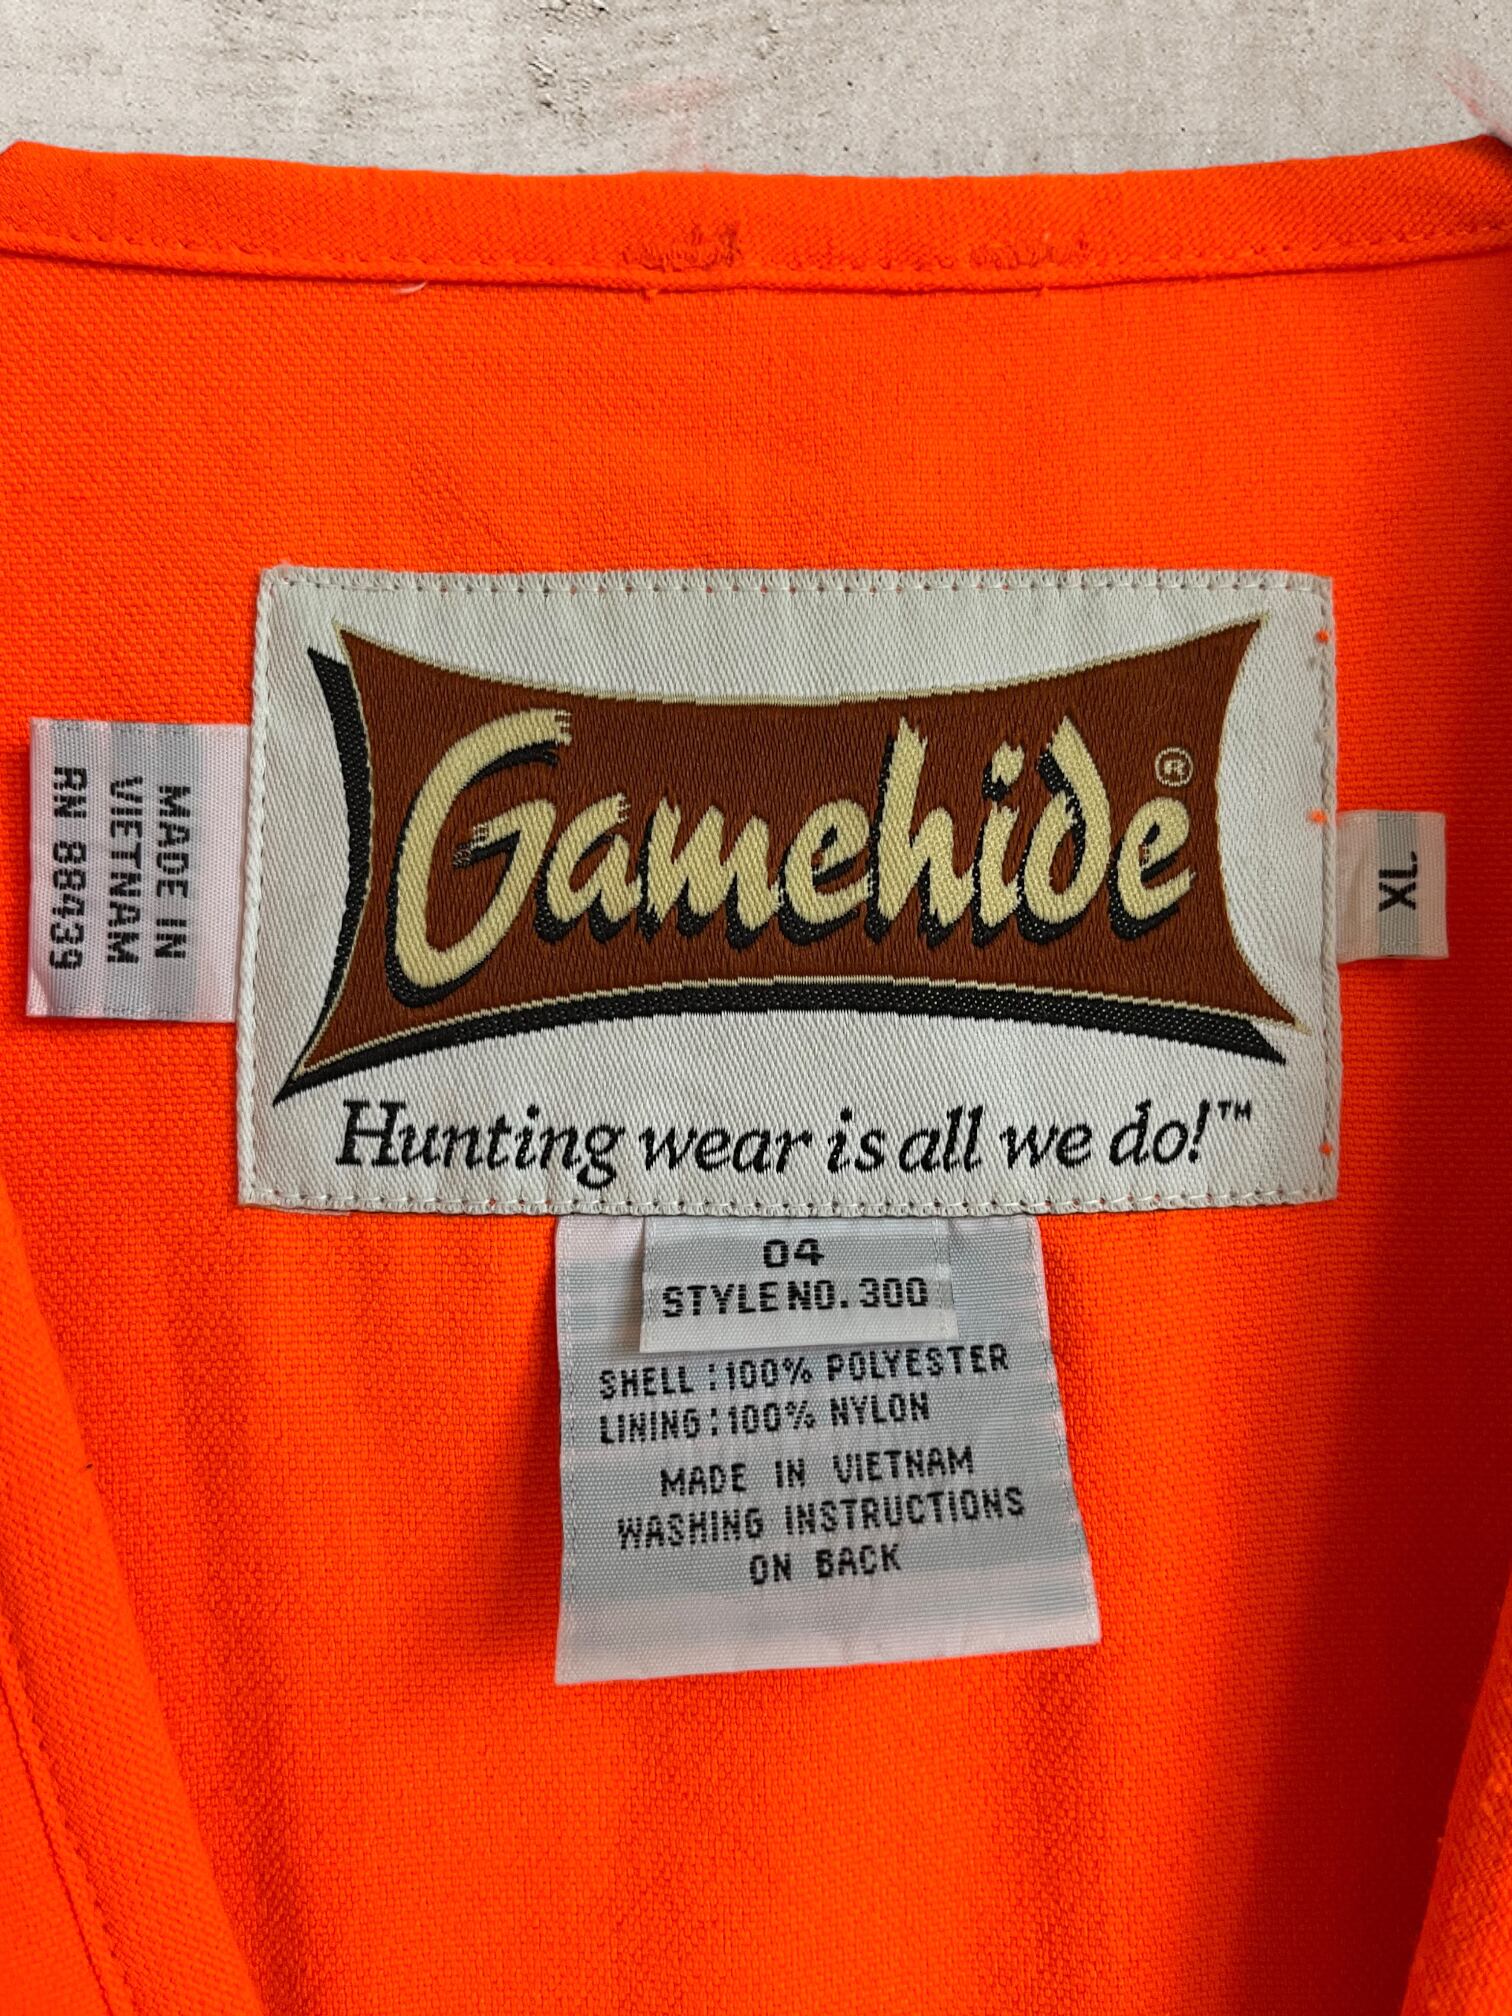 Gamehide®
Hunting wear is all we do!™
MADE IN
VIETNAM
RN 88439
XL
04
STYLE NO. 300
SHELL : 100% POLYESTER
LINING : 100% NYLON
MADE IN VIETNAM
WASHING INSTRUCTIONS
ON BACK